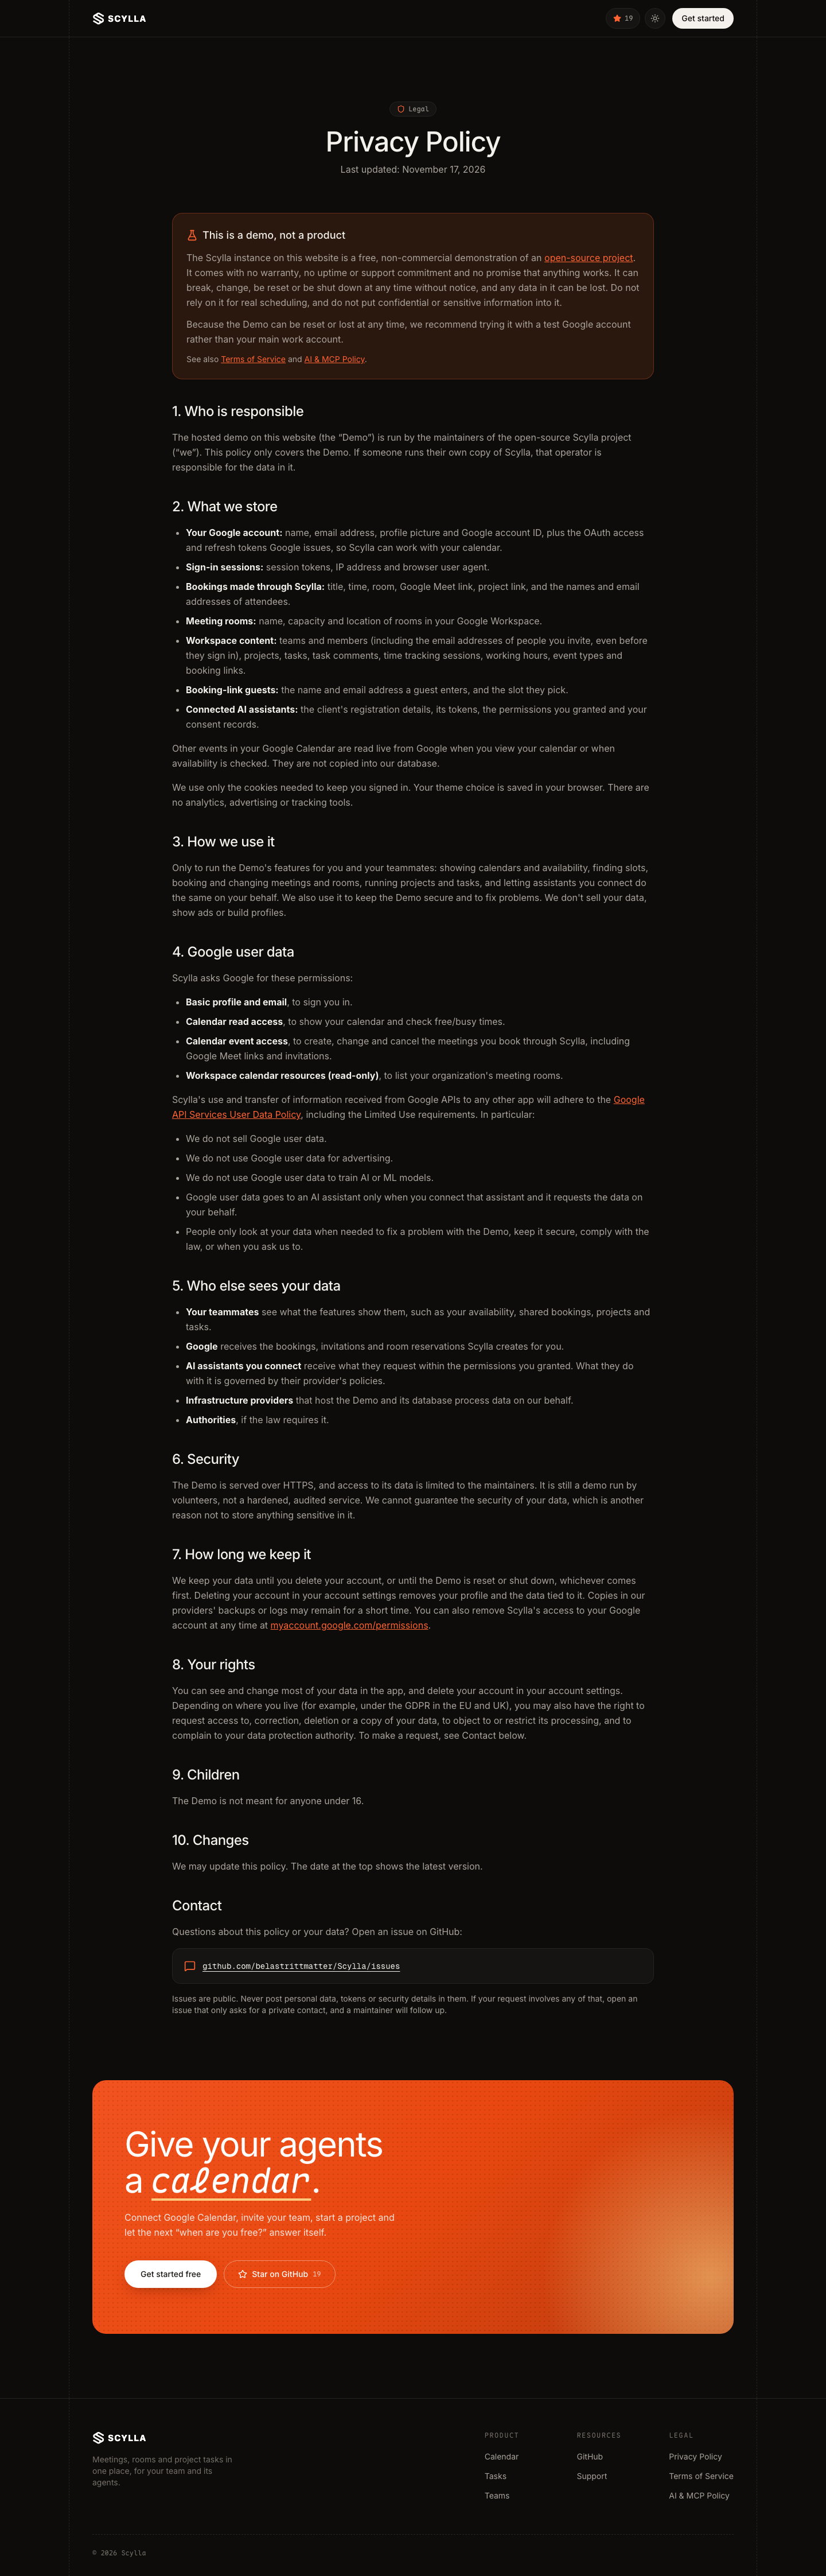 SCYLLA
19
Get started
Legal
Privacy Policy
Last updated: November 17, 2026
This is a demo, not a product
The Scylla instance on this website is a free, non-commercial demonstration of an open-source project.
It comes with no warranty, no uptime or support commitment and no promise that anything works. It can
break, change, be reset or be shut down at any time without notice, and any data in it can be lost. Do not
rely on it for real scheduling, and do not put confidential or sensitive information into it.
Because the Demo can be reset or lost at any time, we recommend trying it with a test Google account
rather than your main work account.
See also Terms of Service and AI & MCP Policy.
1. Who is responsible
The hosted demo on this website (the “Demo”) is run by the maintainers of the open-source Scylla project
(“we”). This policy only covers the Demo. If someone runs their own copy of Scylla, that operator is
responsible for the data in it.
2. What we store
• Your Google account: name, email address, profile picture and Google account ID, plus the OAuth access
and refresh tokens Google issues, so Scylla can work with your calendar.
• Sign-in sessions: session tokens, IP address and browser user agent.
• Bookings made through Scylla: title, time, room, Google Meet link, project link, and the names and email
addresses of attendees.
• Meeting rooms: name, capacity and location of rooms in your Google Workspace.
• Workspace content: teams and members (including the email addresses of people you invite, even before
they sign in), projects, tasks, task comments, time tracking sessions, working hours, event types and
booking links.
• Booking-link guests: the name and email address a guest enters, and the slot they pick.
• Connected AI assistants: the client's registration details, its tokens, the permissions you granted and your
consent records.
Other events in your Google Calendar are read live from Google when you view your calendar or when
availability is checked. They are not copied into our database.
We use only the cookies needed to keep you signed in. Your theme choice is saved in your browser. There are
no analytics, advertising or tracking tools.
3. How we use it
Only to run the Demo's features for you and your teammates: showing calendars and availability, finding slots,
booking and changing meetings and rooms, running projects and tasks, and letting assistants you connect do
the same on your behalf. We also use it to keep the Demo secure and to fix problems. We don't sell your data,
show ads or build profiles.
4. Google user data
Scylla asks Google for these permissions:
• Basic profile and email, to sign you in.
• Calendar read access, to show your calendar and check free/busy times.
• Calendar event access, to create, change and cancel the meetings you book through Scylla, including
Google Meet links and invitations.
• Workspace calendar resources (read-only), to list your organization's meeting rooms.
Scylla's use and transfer of information received from Google APIs to any other app will adhere to the Google
API Services User Data Policy, including the Limited Use requirements. In particular:
• We do not sell Google user data.
• We do not use Google user data for advertising.
• We do not use Google user data to train AI or ML models.
• Google user data goes to an AI assistant only when you connect that assistant and it requests the data on
your behalf.
• People only look at your data when needed to fix a problem with the Demo, keep it secure, comply with the
law, or when you ask us to.
5. Who else sees your data
• Your teammates see what the features show them, such as your availability, shared bookings, projects and
tasks.
• Google receives the bookings, invitations and room reservations Scylla creates for you.
• AI assistants you connect receive what they request within the permissions you granted. What they do
with it is governed by their provider's policies.
• Infrastructure providers that host the Demo and its database process data on our behalf.
• Authorities, if the law requires it.
6. Security
The Demo is served over HTTPS, and access to its data is limited to the maintainers. It is still a demo run by
volunteers, not a hardened, audited service. We cannot guarantee the security of your data, which is another
reason not to store anything sensitive in it.
7. How long we keep it
We keep your data until you delete your account, or until the Demo is reset or shut down, whichever comes
first. Deleting your account in your account settings removes your profile and the data tied to it. Copies in our
providers' backups or logs may remain for a short time. You can also remove Scylla's access to your Google
account at any time at myaccount.google.com/permissions.
8. Your rights
You can see and change most of your data in the app, and delete your account in your account settings.
Depending on where you live (for example, under the GDPR in the EU and UK), you may also have the right to
request access to, correction, deletion or a copy of your data, to object to or restrict its processing, and to
complain to your data protection authority. To make a request, see Contact below.
9. Children
The Demo is not meant for anyone under 16.
10. Changes
We may update this policy. The date at the top shows the latest version.
Contact
Questions about this policy or your data? Open an issue on GitHub:
github.com/belastrittmatter/Scylla/issues
Issues are public. Never post personal data, tokens or security details in them. If your request involves any of that, open an
issue that only asks for a private contact, and a maintainer will follow up.
Give your agents
a calendar.
Connect Google Calendar, invite your team, start a project and
let the next “when are you free?” answer itself.
Get started free
Star on GitHub 19
SCYLLA
Meetings, rooms and project tasks in
one place, for your team and its
agents.
PRODUCT
Calendar
Tasks
Teams
RESOURCES
GitHub
Support
LEGAL
Privacy Policy
Terms of Service
AI & MCP Policy
© 2026 Scylla